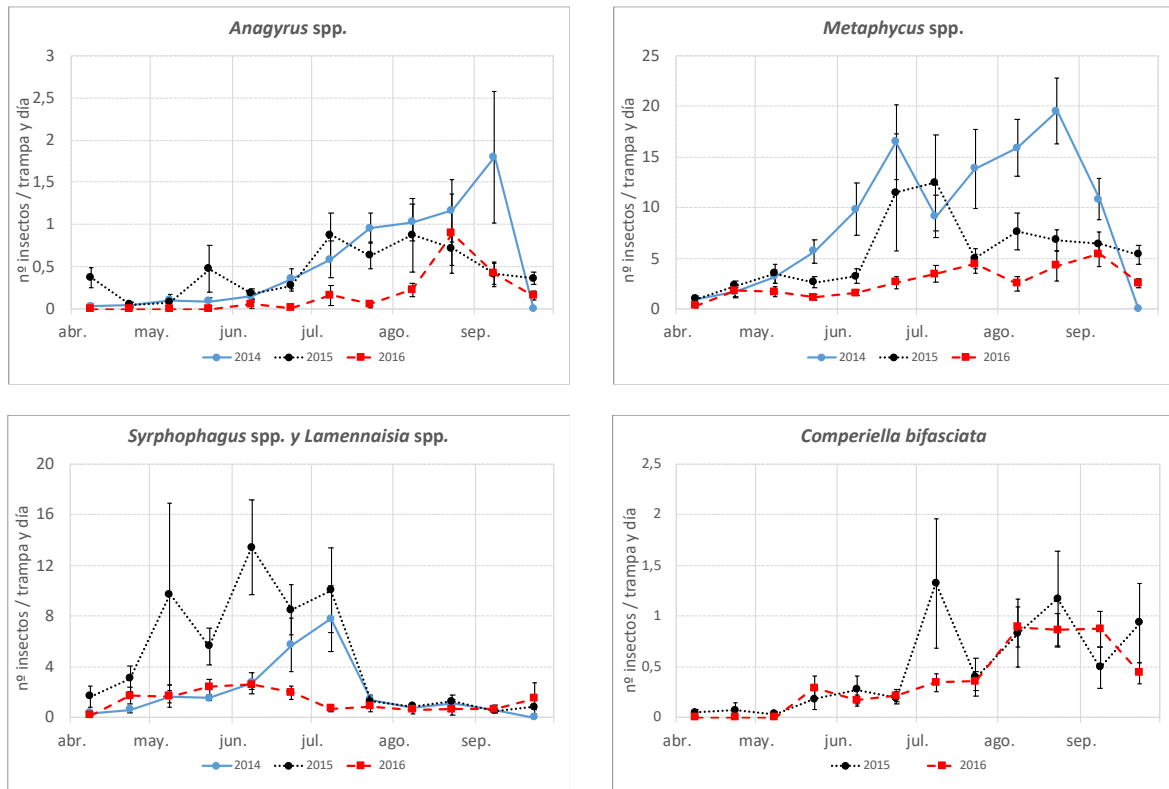 Anagyrus spp.
nº insectos / trampa y día
3
2,5
2
1,5
1
0,5
0
abr. may. jun. jul. ago. sep.
2014 2015 2016
Metaphycus spp.
nº insectos / trampa y día
25
20
15
10
5
0
abr. may. jun. jul. ago. sep.
2014 2015 2016
Syrphophagus spp. y Lamennaisia spp.
nº insectos / trampa y día
20
16
12
8
4
0
abr. may. jun. jul. ago. sep.
2014 2015 2016
Comperiella bifasciata
nº insectos / trampa y día
2,5
2
1,5
1
0,5
0
abr. may. jun. jul. ago. sep.
2015 2016